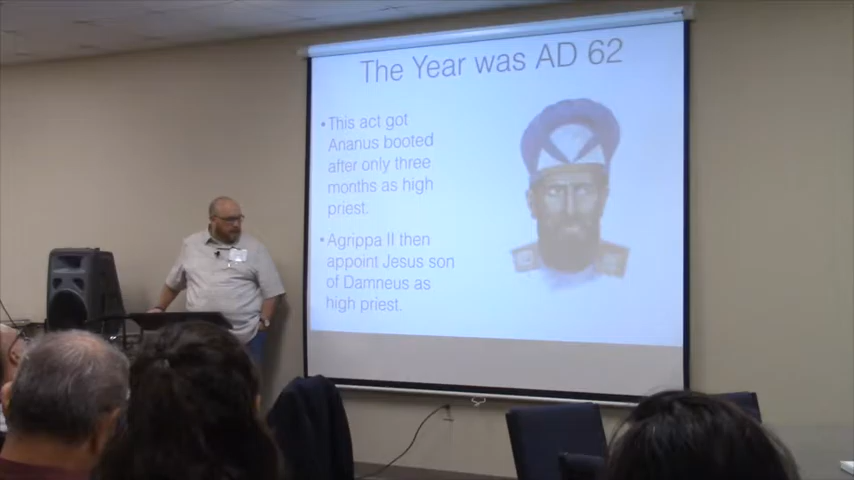 The Year was AD 62
• This act got
Ananus booted
after only three
months as high
priest.
• Agrippa II then
appoint Jesus son
of Damneus as
high priest.